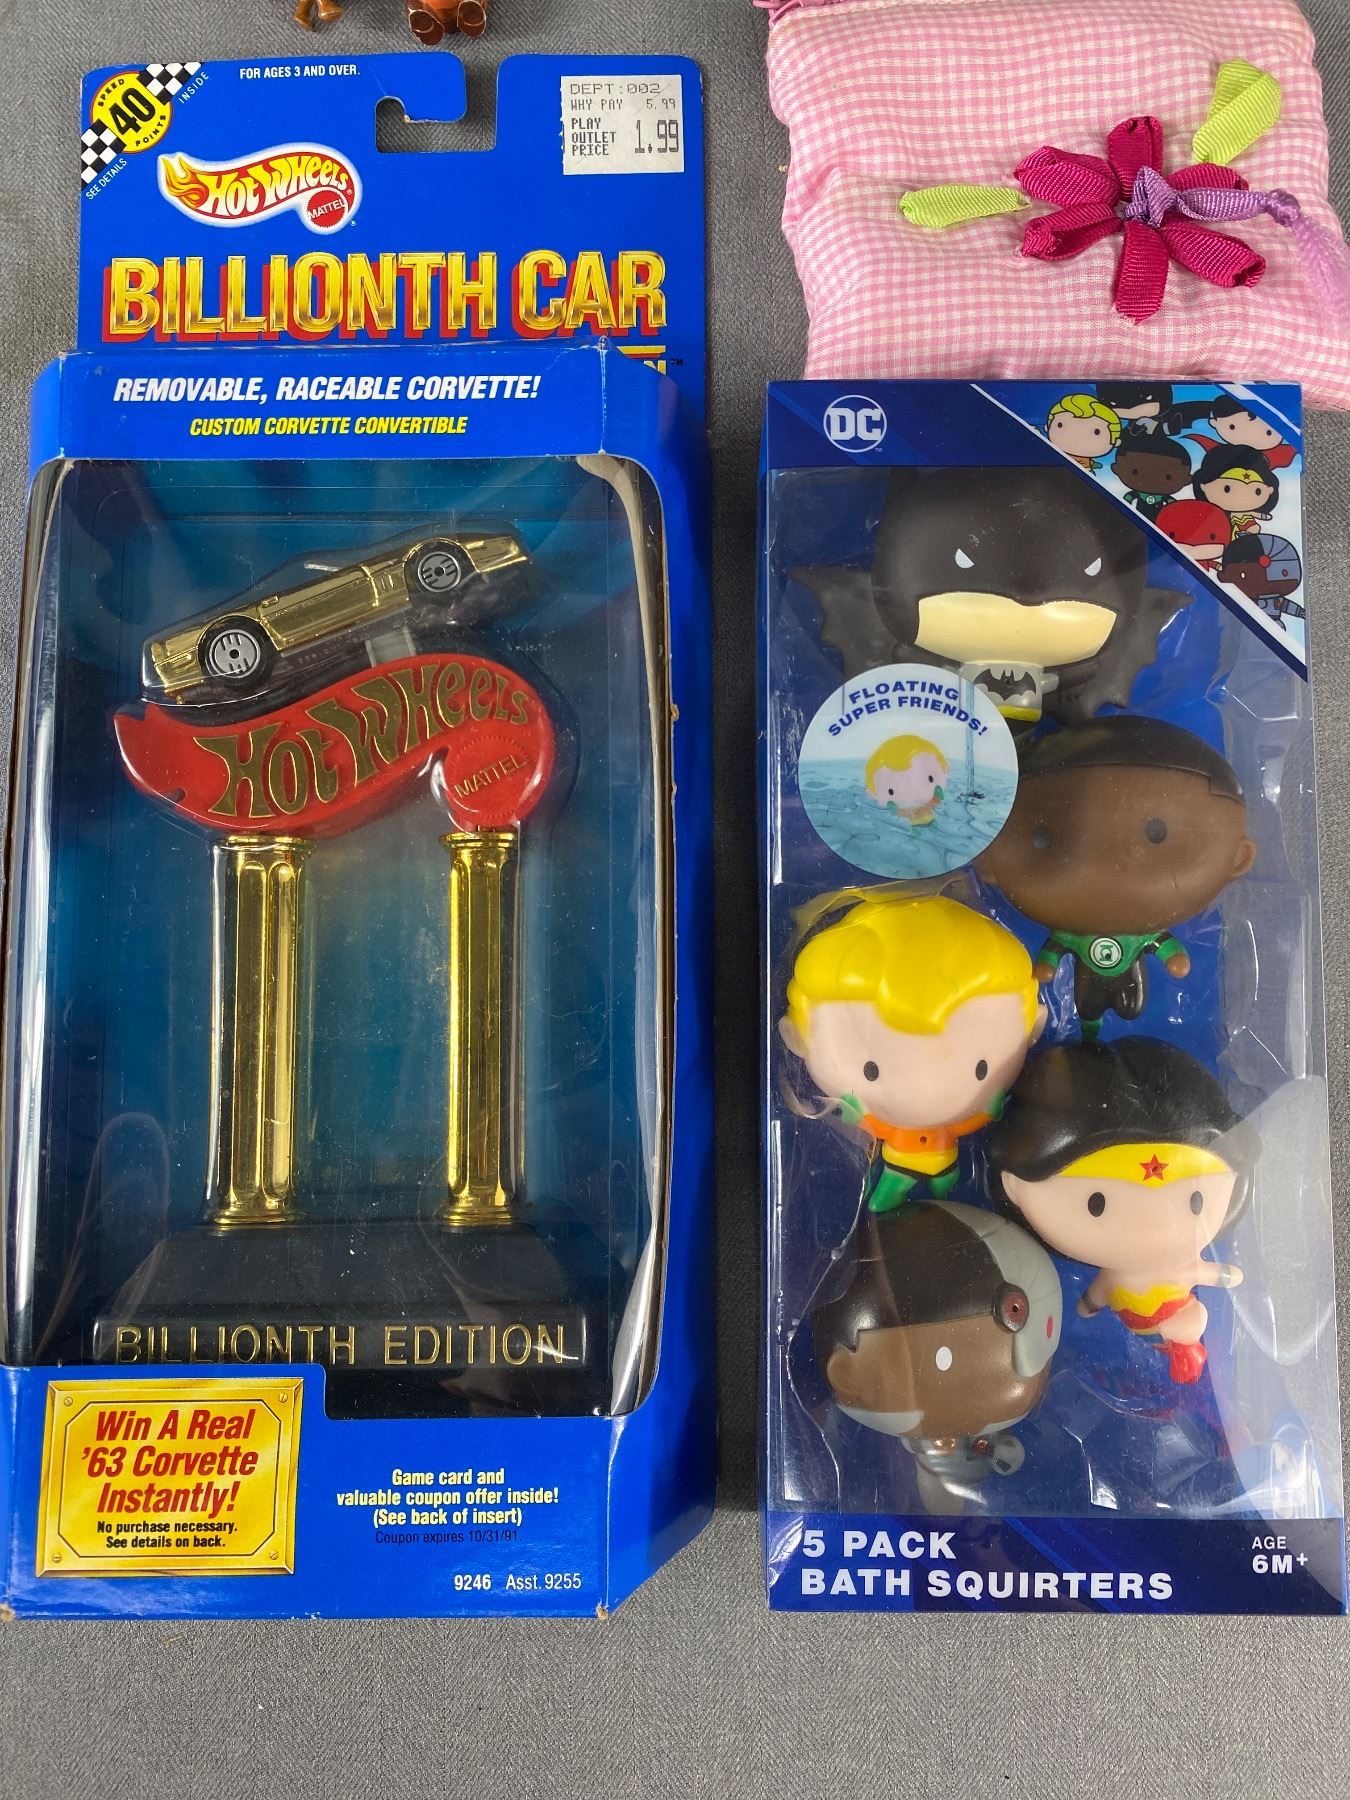 SPEED
40
POINTS
INSIDE
SEE DETAILS
FOR AGES 3 AND OVER.
DEPT:002
WHY PAY 5.99
PLAY
OUTLET
PRICE
1.99
HOT WHEELS
MATTEL
BILLIONTH CAR
REMOVABLE, RACEABLE CORVETTE!
CUSTOM CORVETTE CONVERTIBLE
HOT WHEELS
MATTEL
BILLIONTH EDITION
Win A Real
'63 Corvette
Instantly!
No purchase necessary.
See details on back.
Game card and
valuable coupon offer inside!
(See back of insert)
Coupon expires 10/31/91
9246 Asst. 9255
DC
FLOATING
SUPER FRIENDS!
5 PACK
BATH SQUIRTERS
AGE
6M+